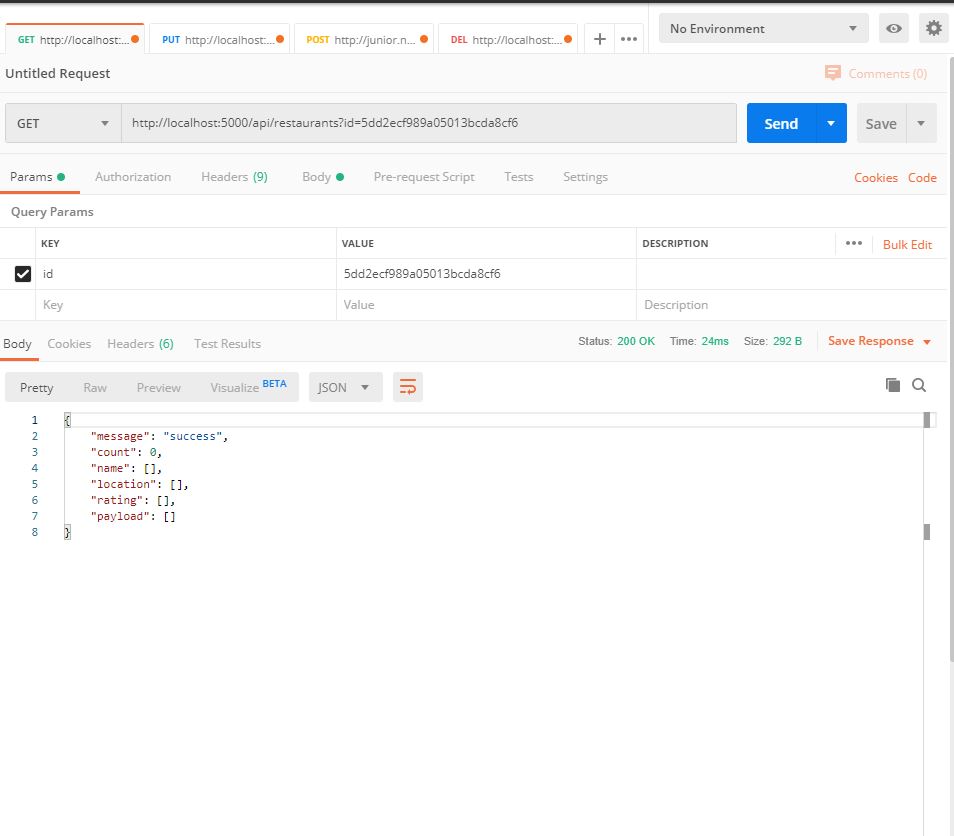 GET http://localhost:... PUT http://localhost:... POST http://junior.n... DEL http://localhost:... No Environment
Untitled Request Comments (0)
GET http://localhost:5000/api/restaurants?id=5dd2ecf989a05013bcda8cf6 Send Save
Params Authorization Headers (9) Body Pre-request Script Tests Settings Cookies Code
Query Params
KEY VALUE DESCRIPTION Bulk Edit
id 5dd2ecf989a05013bcda8cf6
Key Value Description
Body Cookies Headers (6) Test Results Status: 200 OK Time: 24ms Size: 292 B Save Response
Pretty Raw Preview Visualize BETA JSON
1 {
2 "message": "success",
3 "count": 0,
4 "name": [],
5 "location": [],
6 "rating": [],
7 "payload": []
8 }